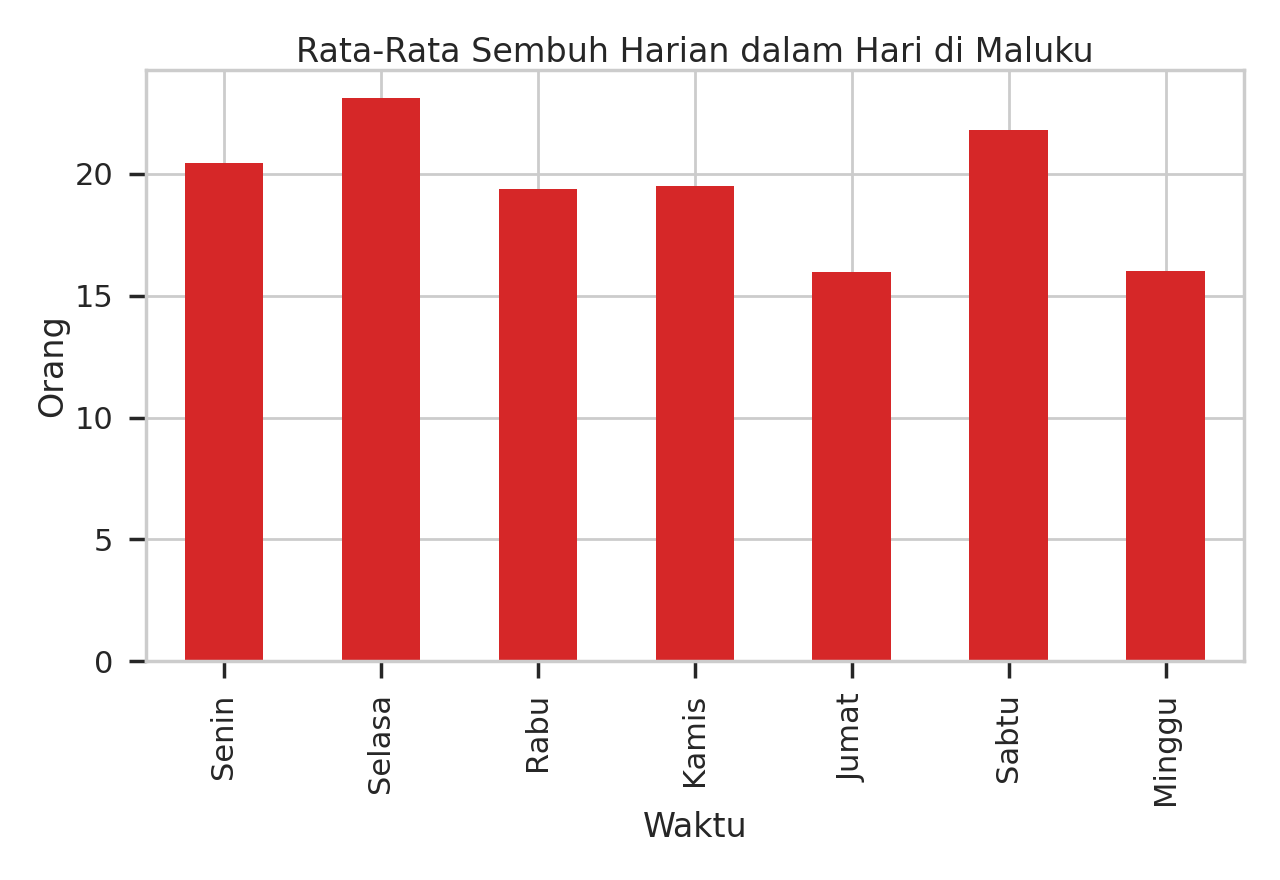 Rata-Rata Sembuh Harian dalam Hari di Maluku
Orang
20
15
10
5
0
Senin
Selasa
Rabu
Kamis
Jumat
Sabtu
Minggu
Waktu